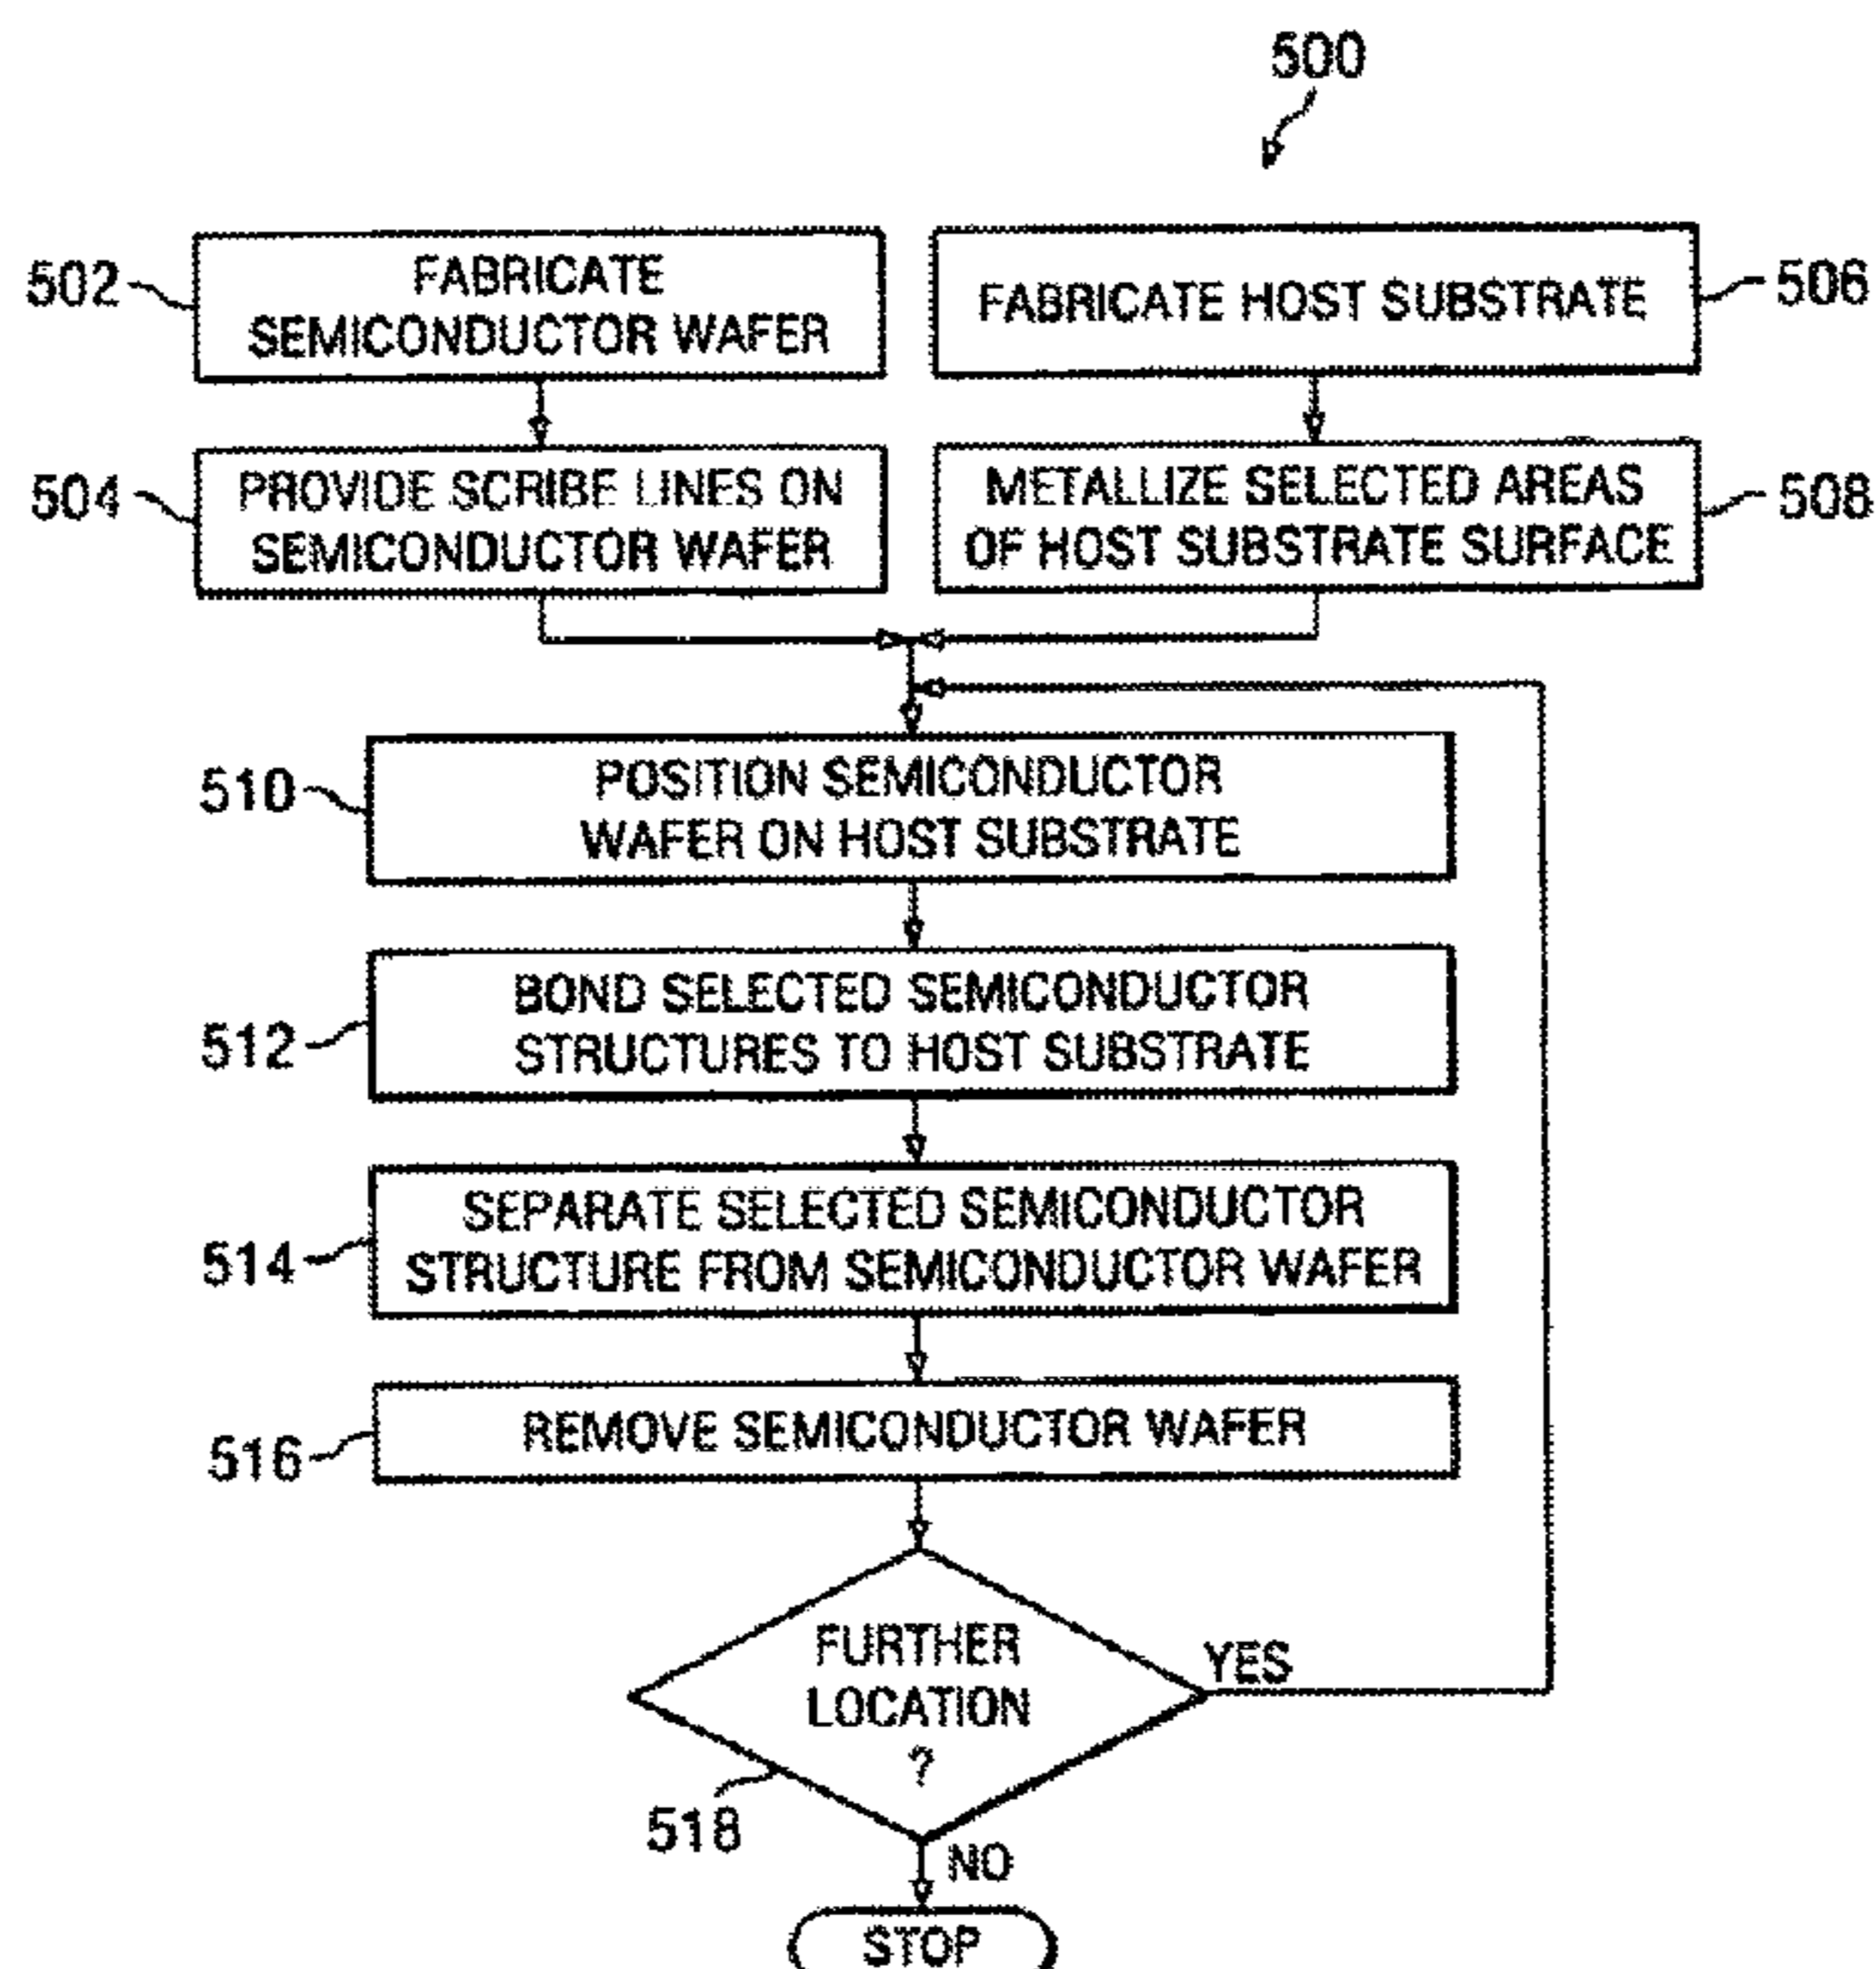 500
502
FABRICATE
SEMICONDUCTOR WAFER
FABRICATE HOST SUBSTRATE
506
504
PROVIDE SCRIBE LINES ON
SEMICONDUCTOR WAFER
METALLIZE SELECTED AREAS
OF HOST SUBSTRATE SURFACE
508
510
POSITION SEMICONDUCTOR
WAFER ON HOST SUBSTRATE
512
BOND SELECTED SEMICONDUCTOR
STRUCTURES TO HOST SUBSTRATE
514
SEPARATE SELECTED SEMICONDUCTOR
STRUCTURE FROM SEMICONDUCTOR WAFER
516
REMOVE SEMICONDUCTOR WAFER
FURTHER
LOCATION
?
YES
518
NO
STOP